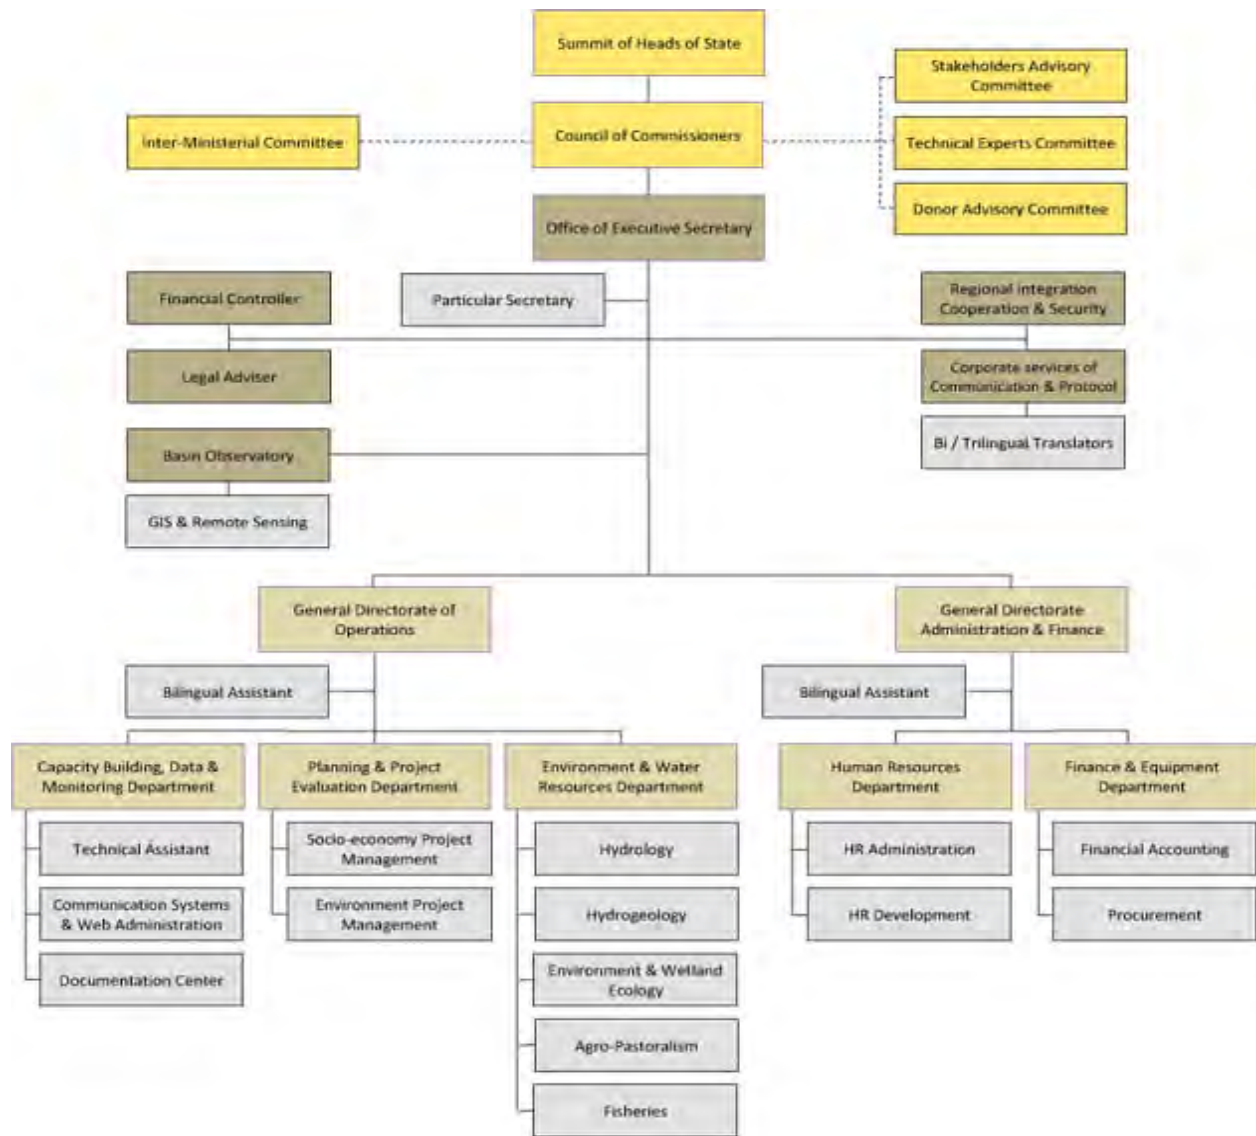 Summit of Heads of State
Stakeholders Advisory
Committee
Inter-Ministerial Committee
Council of Commissioners
Technical Experts Committee
Donor Advisory Committee
Office of Executive Secretary
Financial Controller
Particular Secretary
Regional integration
Cooperation & Security
Legal Adviser
Corporate services of
Communication & Protocol
Basin Observatory
Bi / Trilingual Translators
GIS & Remote Sensing
General Directorate of
Operations
General Directorate
Administration & Finance
Bilingual Assistant
Bilingual Assistant
Capacity Building, Data &
Monitoring Department
Planning & Project
Evaluation Department
Environment & Water
Resources Department
Human Resources
Department
Finance & Equipment
Department
Technical Assistant
Communication Systems
& Web Administration
Documentation Center
Socio-economy Project
Management
Environment Project
Management
Hydrology
Hydrogeology
Environment & Wetland
Ecology
Agro-Pastoralism
Fisheries
HR Administration
HR Development
Financial Accounting
Procurement